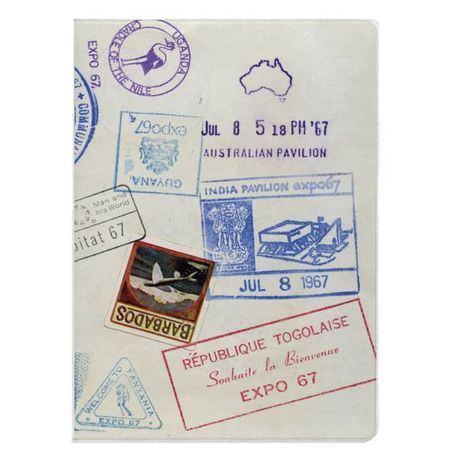 UGANDA
CRADLE OF THE NILE
EXPO 67
JUL 8 5 18 PM '67
AUSTRALIAN PAVILION
expo67
GUYANA
INDIA PAVILION expo67
JUL 8 1967
Man and
his World
bitat 67
BARBADOS
RÉPUBLIQUE TOGOLAISE
Souhaite la Bienvenue
EXPO 67
WELCOME TO TANZANIA
EXPO 67